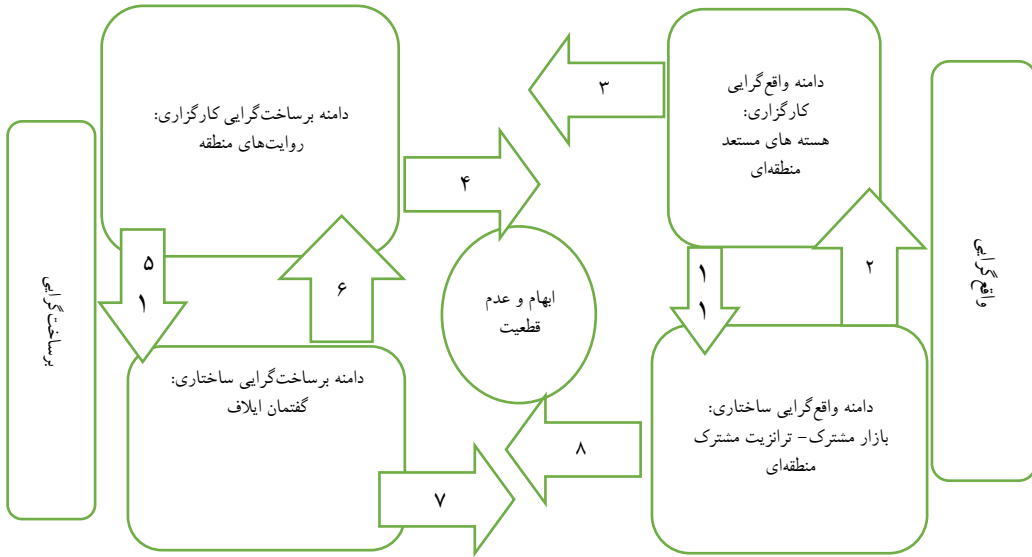 دامنه واقع‌گرایی
کارگزاری:
هسته های مستعد
منطقه‌ای
۳
دامنه برساخت‌گرایی کارگزاری:
روایت‌های منطقه
۴
واقع‌گرایی
۲
۱
۱
ابهام و عدم
قطعیت
۶
۵
۱
برساخت‌گرایی
دامنه واقع‌گرایی ساختاری:
بازار مشترک- ترانزیت مشترک
منطقه‌ای
۸
دامنه برساخت‌گرایی ساختاری:
گفتمان ایلاف
۷